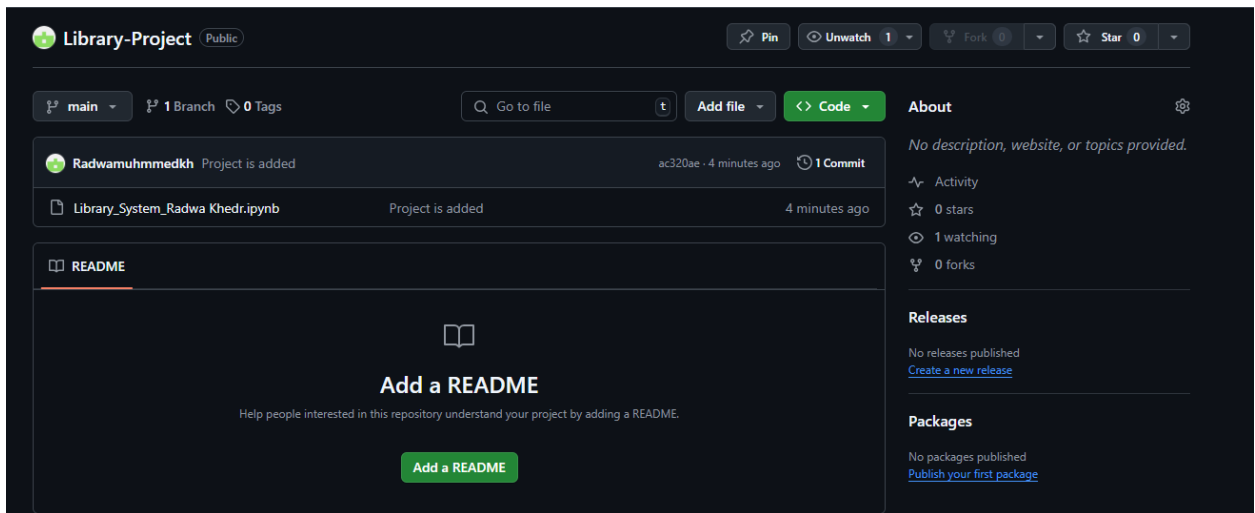 Library-Project Public
Pin
Unwatch 1
Fork 0
Star 0
main
1 Branch
0 Tags
Go to file t
Add file
Code
Radwamuhmmedkh Project is added ac320ae · 4 minutes ago 1 Commit
Library_System_Radwa Khedr.ipynb Project is added 4 minutes ago
README
Add a README
Help people interested in this repository understand your project by adding a README.
Add a README
About
No description, website, or topics provided.
Activity
0 stars
1 watching
0 forks
Releases
No releases published
Create a new release
Packages
No packages published
Publish your first package